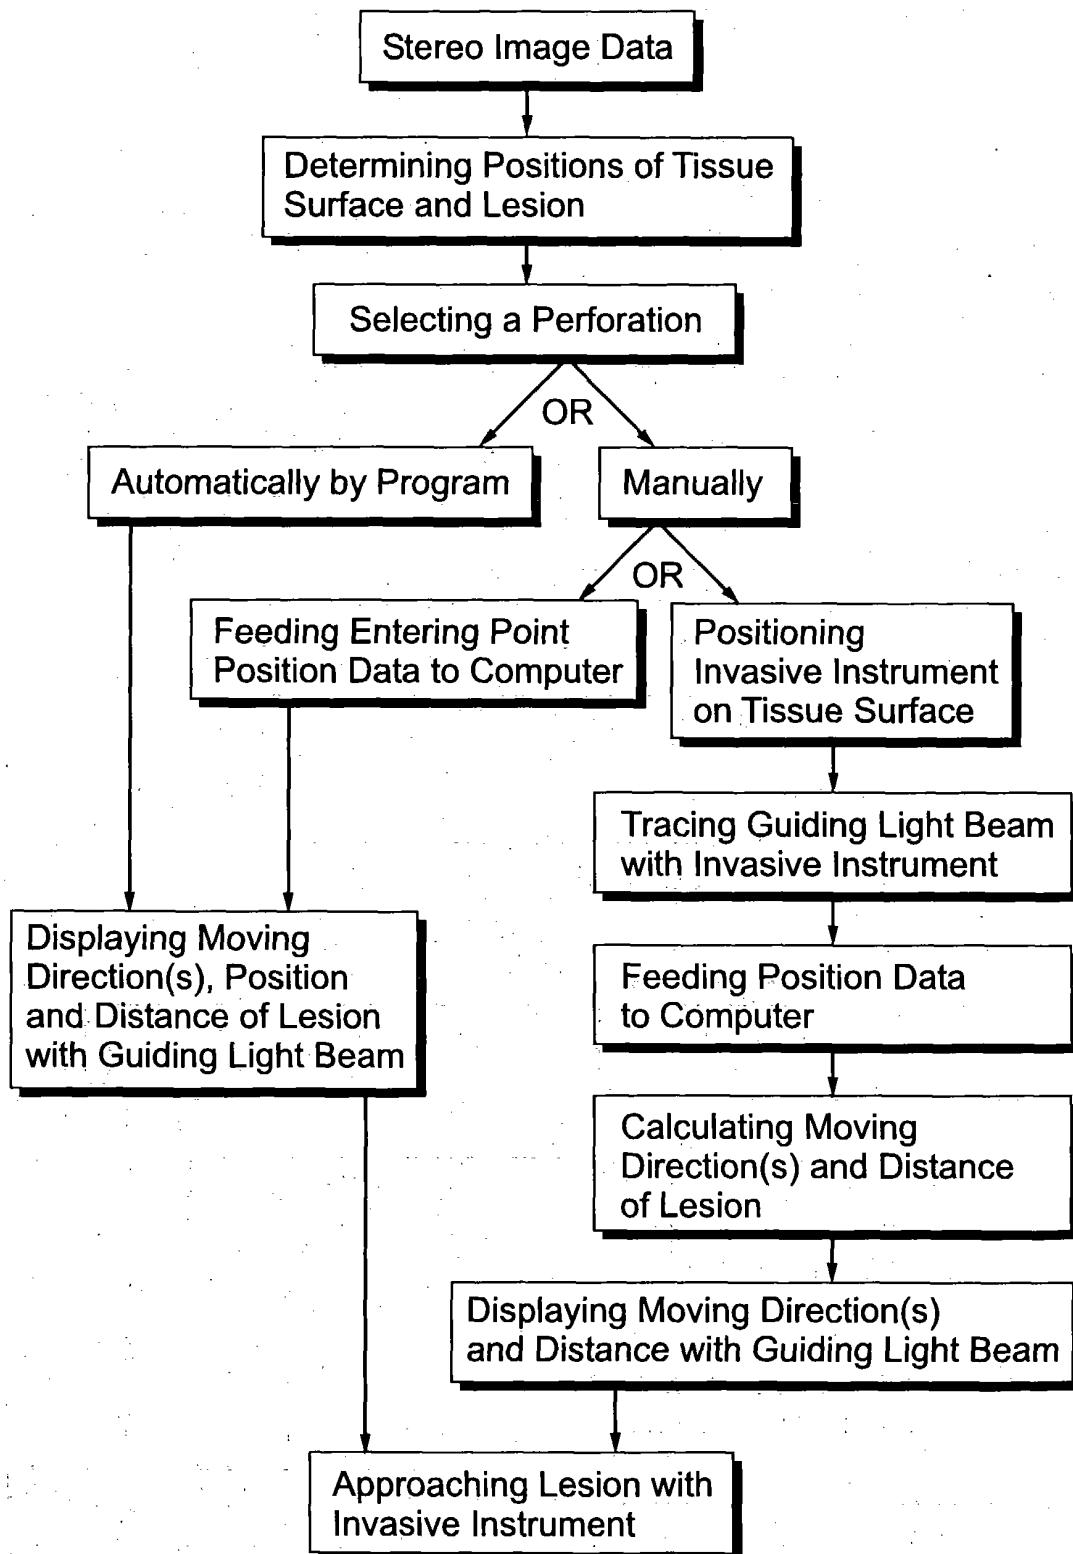 Stereo Image Data
Determining Positions of Tissue
Surface and Lesion
Selecting a Perforation
OR
Automatically by Program
Manually
OR
Feeding Entering Point
Position Data to Computer
Positioning
Invasive Instrument
on Tissue Surface
Tracing Guiding Light Beam
with Invasive Instrument
Displaying Moving
Direction(s), Position
and Distance of Lesion
with Guiding Light Beam
Feeding Position Data
to Computer
Calculating Moving
Direction(s) and Distance
of Lesion
Displaying Moving Direction(s)
and Distance with Guiding Light Beam
Approaching Lesion with
Invasive Instrument